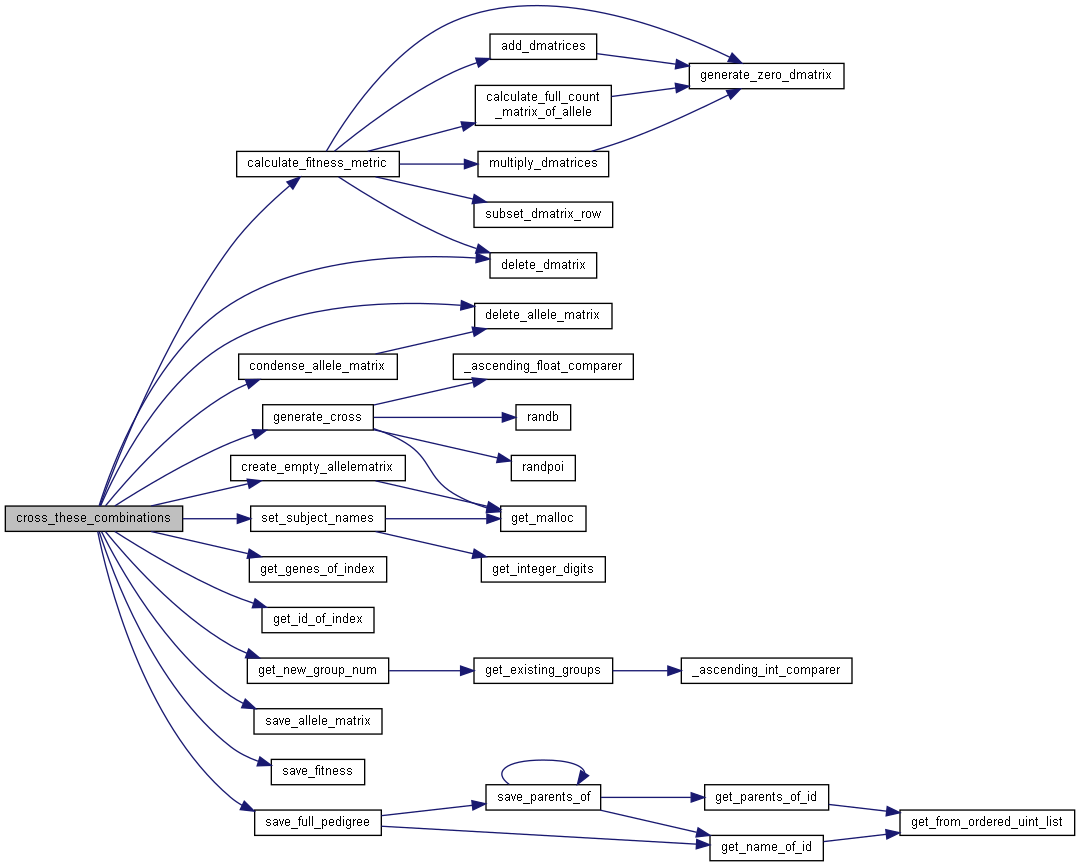 add_dmatrices
generate_zero_dmatrix
calculate_full_count
_matrix_of_allele
calculate_fitness_metric
multiply_dmatrices
subset_dmatrix_row
delete_dmatrix
delete_allele_matrix
condense_allele_matrix
_ascending_float_comparer
generate_cross
randb
create_empty_allelematrix
randpoi
cross_these_combinations
set_subject_names
get_malloc
get_genes_of_index
get_integer_digits
get_id_of_index
get_new_group_num
get_existing_groups
_ascending_int_comparer
save_allele_matrix
save_fitness
save_parents_of
get_parents_of_id
save_full_pedigree
get_from_ordered_uint_list
get_name_of_id